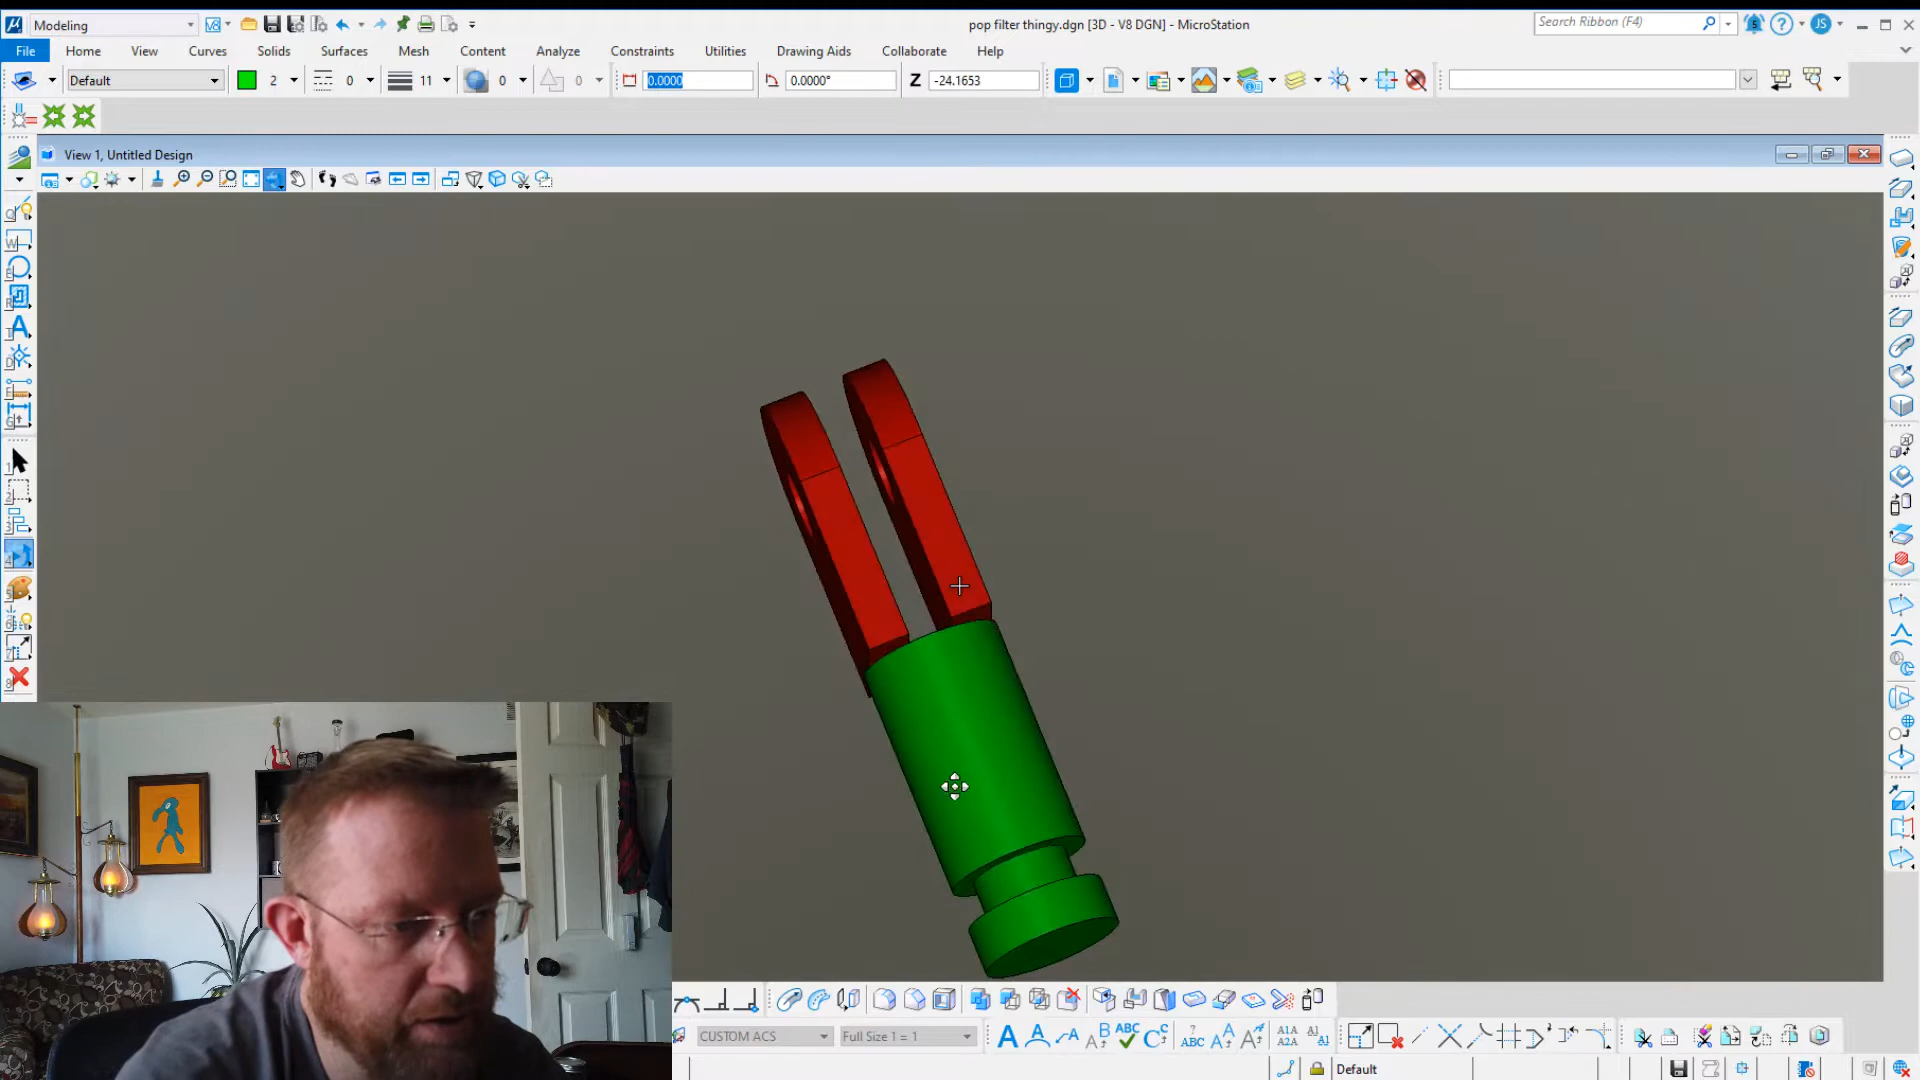 Modeling
pop filter thingy.dgn [3D - V8 DGN] - MicroStation
Search Ribbon (F4)
JS
File Home View Curves Solids Surfaces Mesh Content Analyze Constraints Utilities Drawing Aids Collaborate Help
Default 2 0 11 0 0 0.0000 0.0000° Z -24.1653
View 1, Untitled Design
CUSTOM ACS Full Size 1 = 1
Default